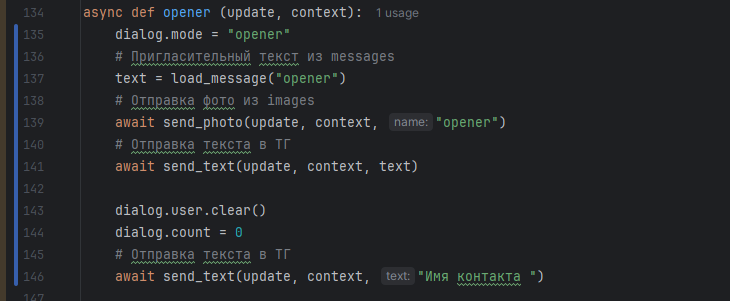 134 async def opener (update, context): 1 usage
135 dialog.mode = "opener"
136 # Пригласительный текст из messages
137 text = load_message("opener")
138 # Отправка фото из images
139 await send_photo(update, context, name: "opener")
140 # Отправка текста в ТГ
141 await send_text(update, context, text)
142
143 dialog.user.clear()
144 dialog.count = 0
145 # Отправка текста в ТГ
146 await send_text(update, context, text: "Имя контакта ")
147